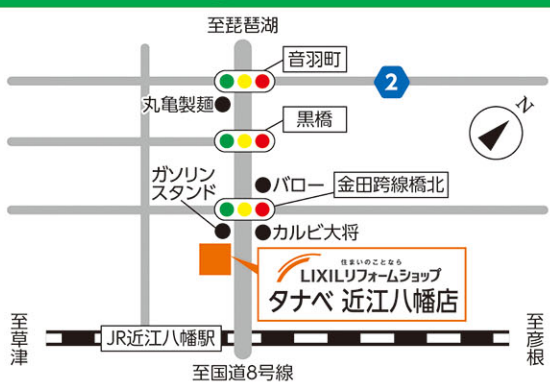 至琵琶湖
音羽町
2
丸亀製麺
黒橋
N
ガソリン
スタンド
バロー
金田跨線橋北
カルビ大将
住まいのことなら
LIXILリフォームショップ
タナベ 近江八幡店
至草津
JR近江八幡駅
至彦根
至国道8号線